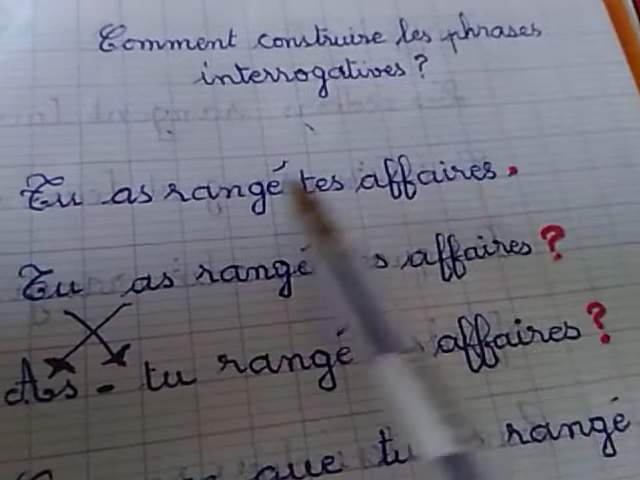 Comment construire les phrases
interrogatives ?
Tu as rangé tes affaires.
Tu as rangé s affaires ?
As-tu rangé affaires ?
que tu rangé